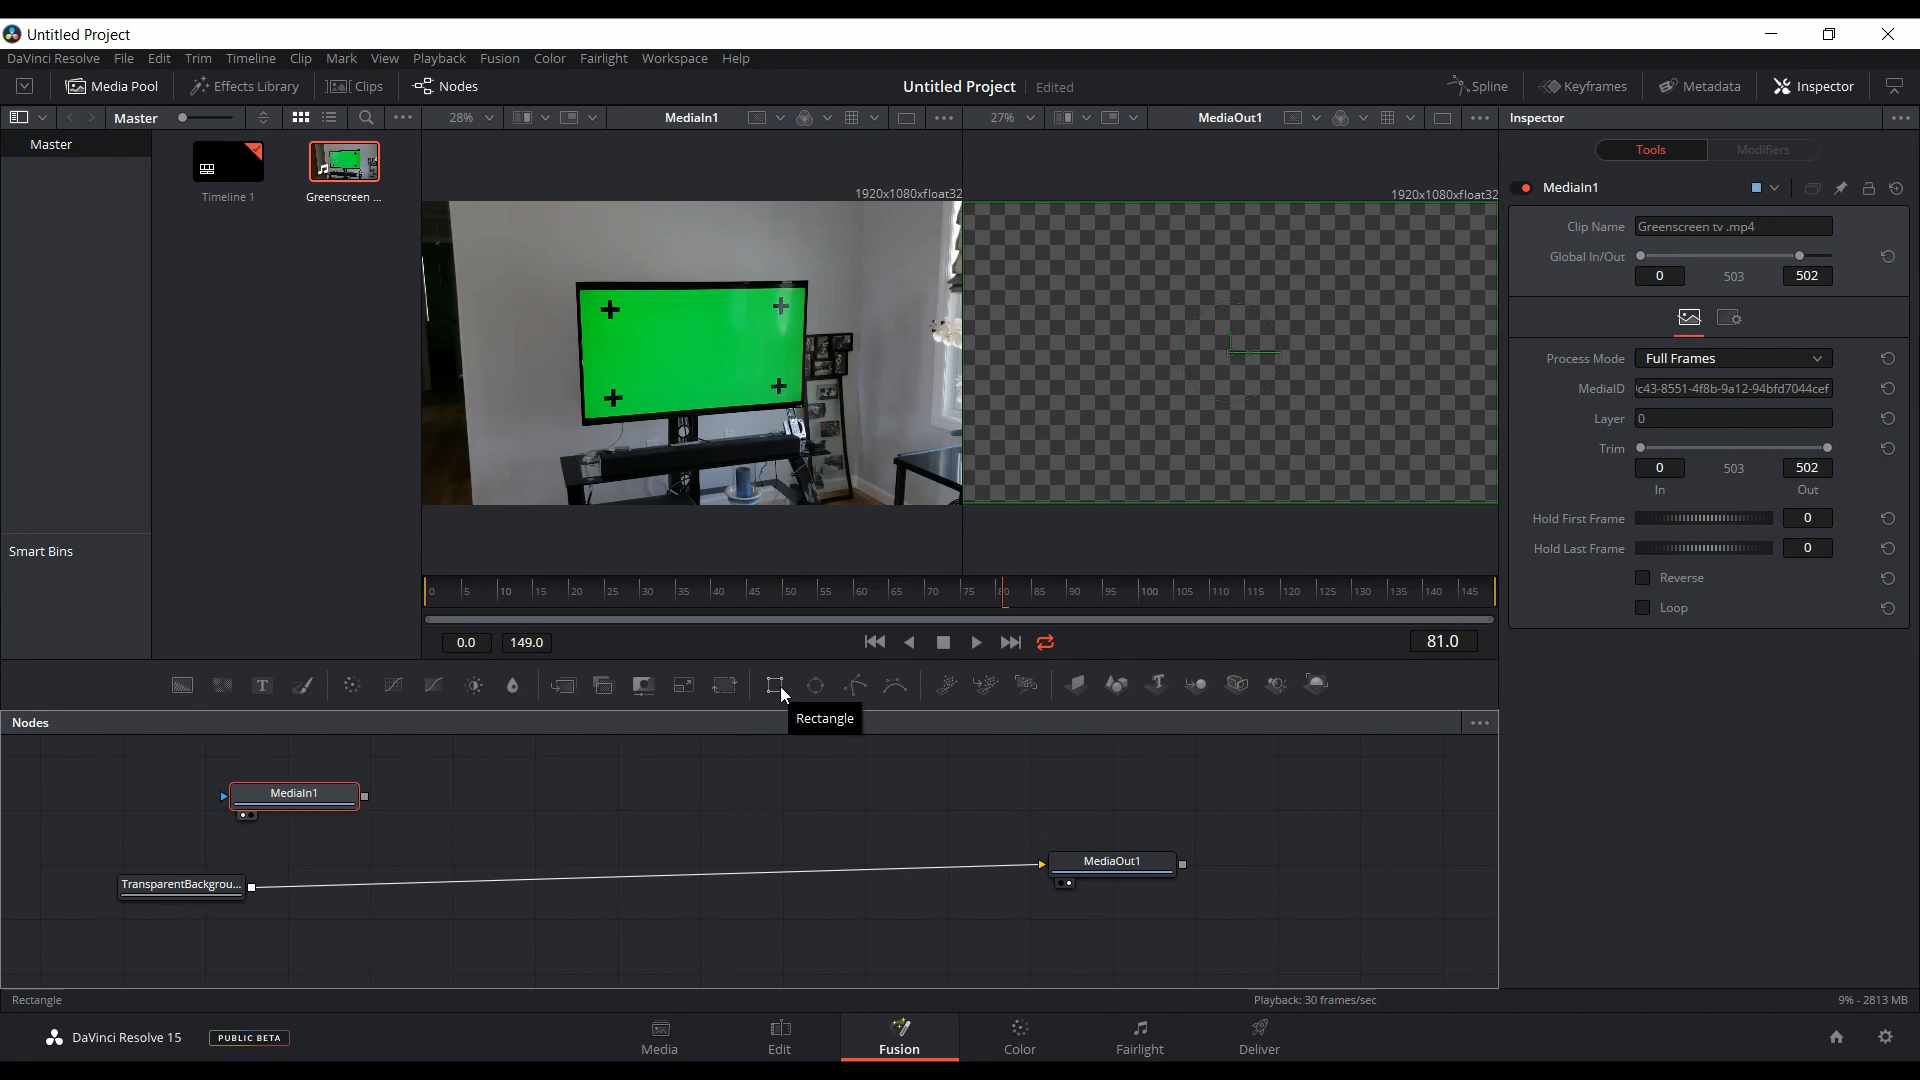 Untitled Project
DaVinci Resolve File Edit Trim Timeline Clip Mark View Playback Fusion Color Fairlight Workspace Help
Media Pool Effects Library Clips Nodes Untitled Project Edited Spline Keyframes Metadata Inspector
Master 28% MediaIn1 27% MediaOut1 Inspector
Master
Tools Modifiers
Timeline 1 Greenscreen ...
1920x1080xfloat32 1920x1080xfloat32
MediaIn1
Clip Name Greenscreen tv .mp4
Global In/Out
0 503 502
Process Mode Full Frames
MediaID c43-8551-4f8b-9a12-94bfd7044cef
Layer 0
Trim
0 503 502
In Out
Hold First Frame 0
Hold Last Frame 0
Reverse
Loop
Smart Bins
0 5 10 15 20 25 30 35 40 45 50 55 60 65 70 75 80 85 90 95 100 105 110 115 120 125 130 135 140 145
0.0 149.0 81.0
Rectangle
Nodes
MediaIn1
MediaOut1
TransparentBackgrou...
Rectangle Playback: 30 frames/sec 9% - 2813 MB
DaVinci Resolve 15 PUBLIC BETA Media Edit Fusion Color Fairlight Deliver